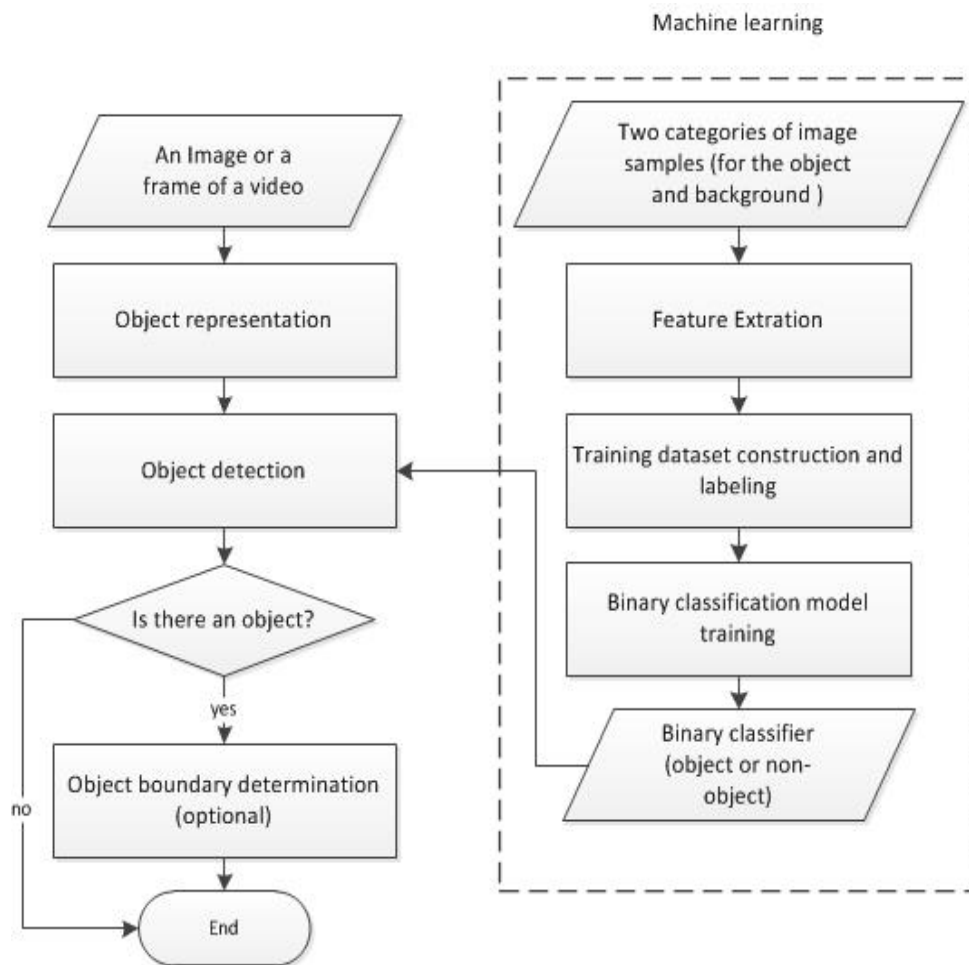 Machine learning
An Image or a
frame of a video
Object representation
Object detection
Is there an object?
yes
no
Object boundary determination
(optional)
End
Two categories of image
samples (for the object
and background )
Feature Extration
Training dataset construction and
labeling
Binary classification model
training
Binary classifier
(object or non-
object)